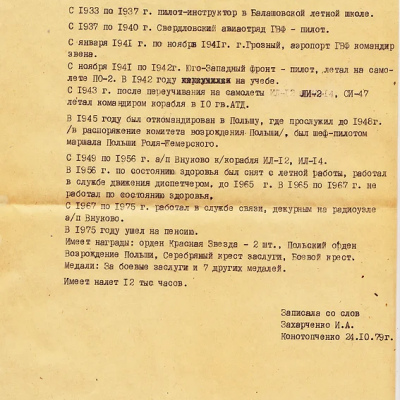 С 1933 по 1937 г. пилот-инструктор в Балашовской летной школе.
С 1937 по 1940 г. Свердловский авиаотряд ГВФ - пилот.
С января 1941 г. по ноябрь 1941г. г.Грозный, аэропорт ГВФ командир
звена.
С ноября 1941 по 1942г. Юго-Западный фронт - пилот, летал на само-
лете ПО-2. В 1942 году на учебе.
С 1943 г. после переучивания на самолеты ЛИ-2 СИ-47
летал командиром корабля в 10 гв.АТД.
В 1945 году был откомандирован в Польшу, где прослужил до 1948г.
/в распоряжение комитета возрождения Польши/, был шеф-пилотом
маршала Польши Роля-Жемерского.
С 1949 по 1956 г. а/п Внуково к/корабля ИЛ-12, ИЛ-14.
В 1956 г. по состоянию здоровья был снят с летной работы, работал
в службе движения диспетчером, до 1965 г. В 1965 по 1967 г. не
работал по состоянию здоровья,
С 1967 по 1975 г. работал в службе связи, дежурным на радиоузле
а/п Внуково.
В 1975 году ушел на пенсию.
Имеет награды: орден Красная Звезда - 2 шт., Польский орден
Возрождение Польши, Серебряный крест заслуги, Боевой крест.
Медали: За боевые заслуги и 7 других медалей.
Имеет налет 12 тыс часов.
Записала со слов
Захарченко И.А.
Конотопченко 24.10.79г.